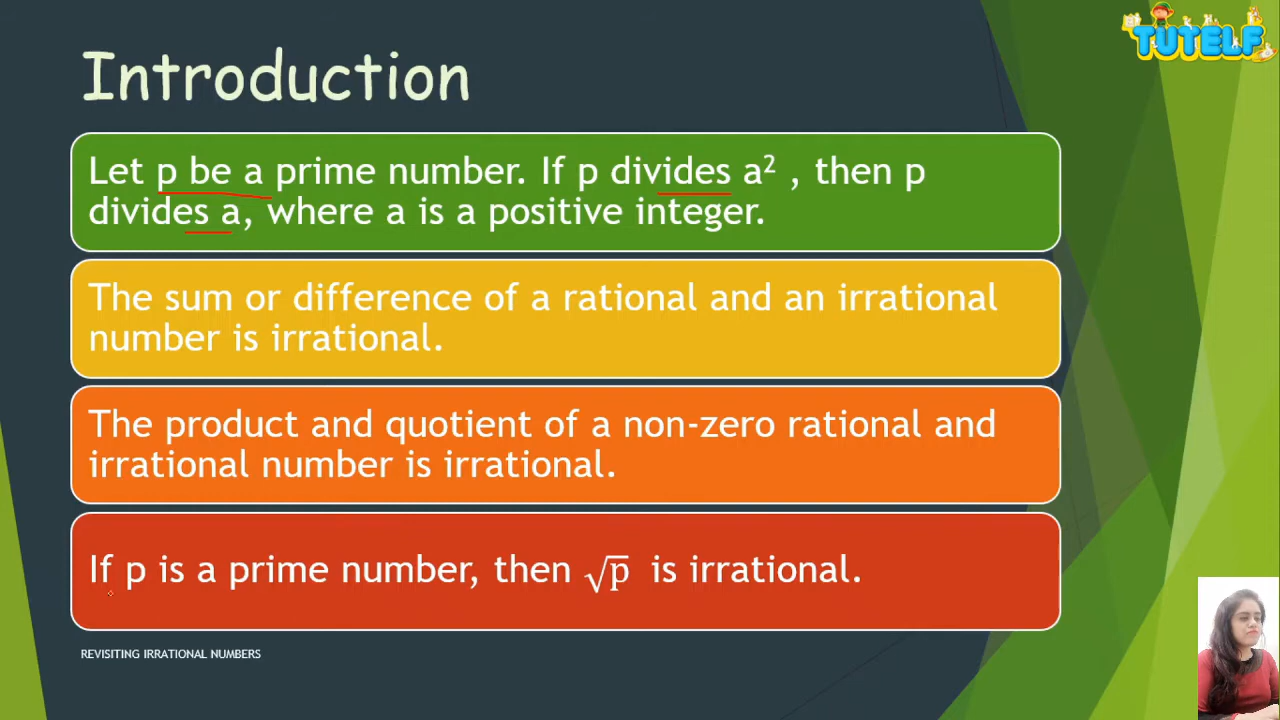 TUTELF
Introduction
Let p be a prime number. If p divides a² , then p
divides a, where a is a positive integer.
The sum or difference of a rational and an irrational
number is irrational.
The product and quotient of a non-zero rational and
irrational number is irrational.
If p is a prime number, then √p is irrational.
REVISITING IRRATIONAL NUMBERS